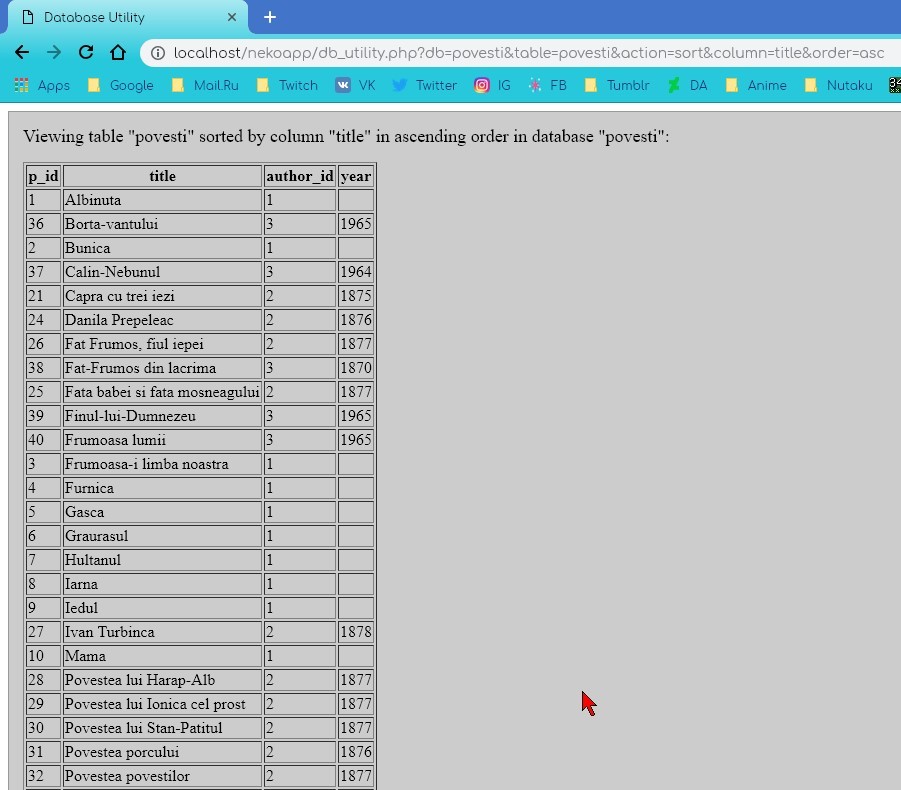 Database Utility
localhost/nekoapp/db_utility.php?db=povesti&table=povesti&action=sort&column=title&order=asc
Apps Google Mail.Ru Twitch VK Twitter IG FB Tumblr DA Anime Nutaku
Viewing table "povesti" sorted by column "title" in ascending order in database "povesti":
p_id title author_id year
1 Albinuta 1
36 Borta-vantului 3 1965
2 Bunica 1
37 Calin-Nebunul 3 1964
21 Capra cu trei iezi 2 1875
24 Danila Prepeleac 2 1876
26 Fat Frumos, fiul iepei 2 1877
38 Fat-Frumos din lacrima 3 1870
25 Fata babei si fata mosneagului 2 1877
39 Finul-lui-Dumnezeu 3 1965
40 Frumoasa lumii 3 1965
3 Frumoasa-i limba noastra 1
4 Furnica 1
5 Gasca 1
6 Graurasul 1
7 Hultanul 1
8 Iarna 1
9 Iedul 1
27 Ivan Turbinca 2 1878
10 Mama 1
28 Povestea lui Harap-Alb 2 1877
29 Povestea lui Ionica cel prost 2 1877
30 Povestea lui Stan-Patitul 2 1877
31 Povestea porcului 2 1876
32 Povestea povestilor 2 1877